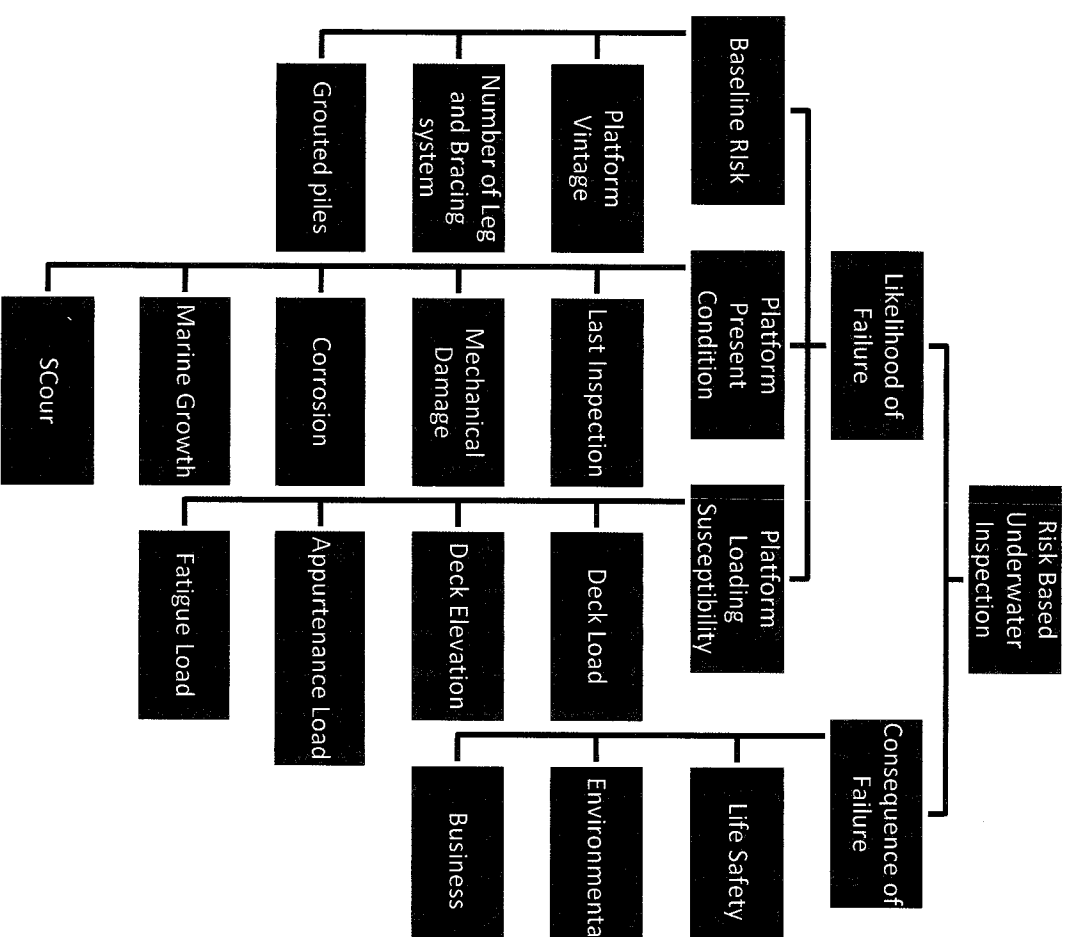 Risk Based
Underwater
Inspection
Likelihood of
Failure
Baseline RIsk
Platform
Vintage
Number of Leg
and Bracing
system
Grouted piles
Platform
Present
Condition
Last Inspection
Mechanical
Damage
Corrosion
Marine Growth
SCour
Platform
Loading
Susceptibility
Deck Load
Deck Elevation
Appurtenance Load
Fatigue Load
Consequence of
Failure
Life Safety
Environmenta
Business